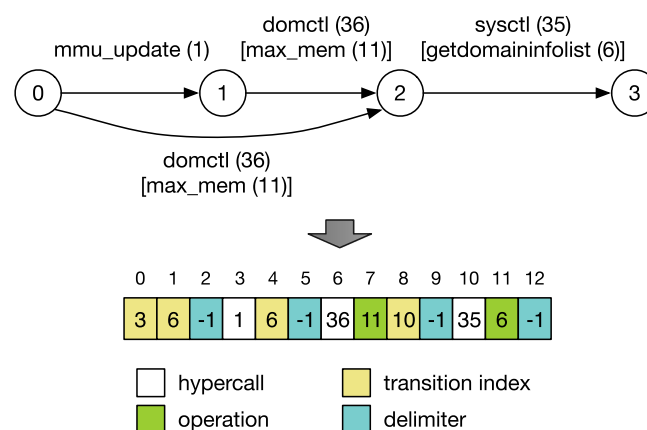 domctl (36)
sysctl (35)
mmu_update (1)
[max_mem (11)]
[getdomaininfolist (6)]
0
1
2
3
domctl (36)
[max_mem (11)]
0 1 2 3 4 5 6 7 8 9 10 11 12
3 6 -1 1 6 -1 36 11 10 -1 35 6 -1
hypercall
transition index
operation
delimiter